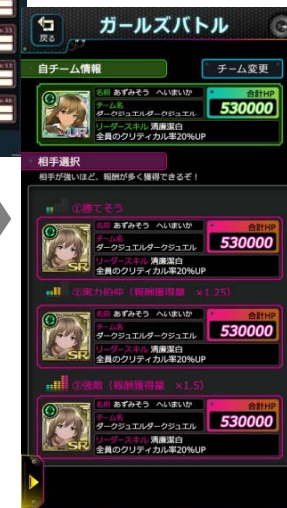 戻る
ガールズバトル
自チーム情報
チーム変更
名前 あずみそう へいまいか
チーム名
ダークジュエルダークジュエル
リーダースキル 清廉潔白
全員のクリティカル率20%UP
合計HP
530000
UR
相手選択
相手が強いほど、報酬が多く獲得できるぞ!
①勝てそう
名前 あずみそう へいまいか
チーム名
ダークジュエルダークジュエル
リーダースキル 清廉潔白
全員のクリティカル率20%UP
合計HP
530000
SR
②実力伯仲(報酬獲得量 ×1.25)
名前 あずみそう へいまいか
チーム名
ダークジュエルダークジュエル
リーダースキル 清廉潔白
全員のクリティカル率20%UP
合計HP
530000
SR
③強敵(報酬獲得量 ×1.5)
名前 あずみそう へいまいか
チーム名
ダークジュエルダークジュエル
リーダースキル 清廉潔白
全員のクリティカル率20%UP
合計HP
530000
SR